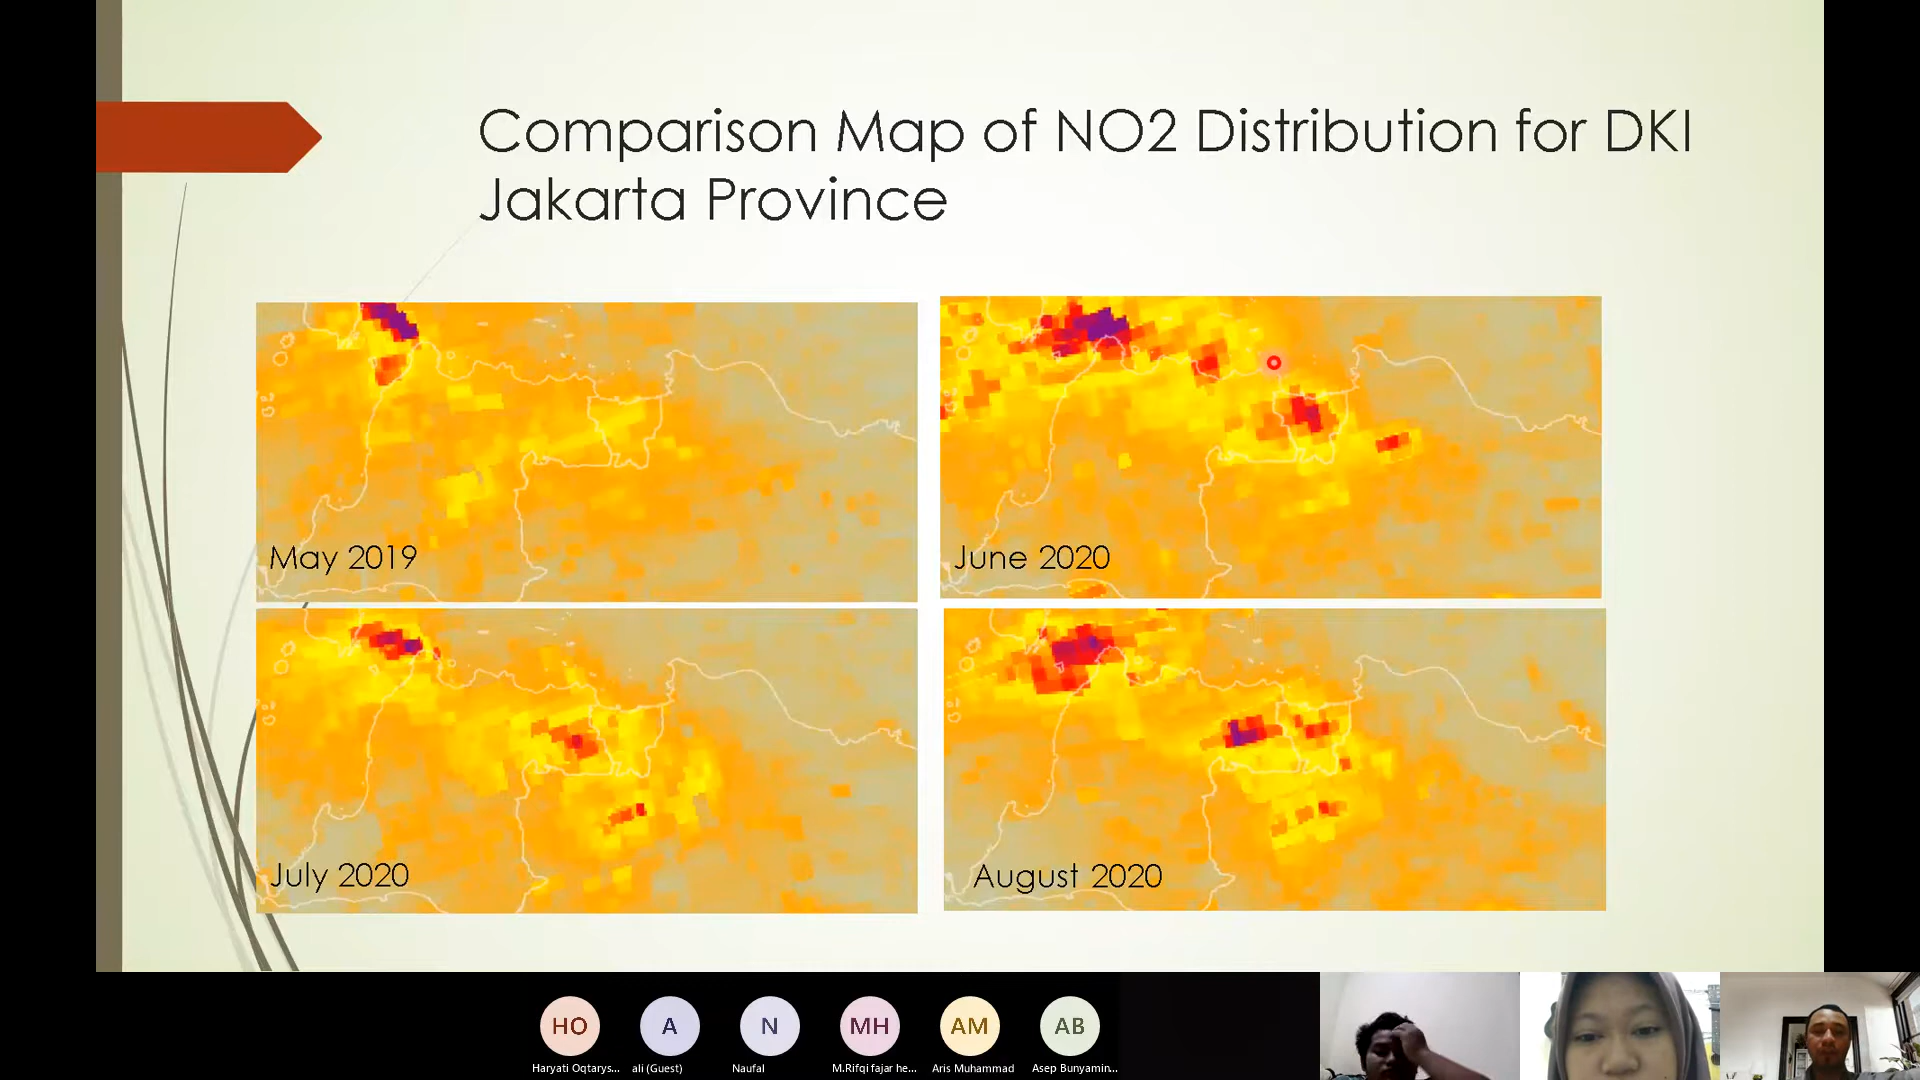 Comparison Map of NO2 Distribution for DKI
Jakarta Province
May 2019
June 2020
July 2020
August 2020
HO
A
N
MH
AM
AB
Haryati Oqtarys...
ali (Guest)
Naufal
M.Rifqi fajar he...
Aris Muhammad
Asep Bunyamin...